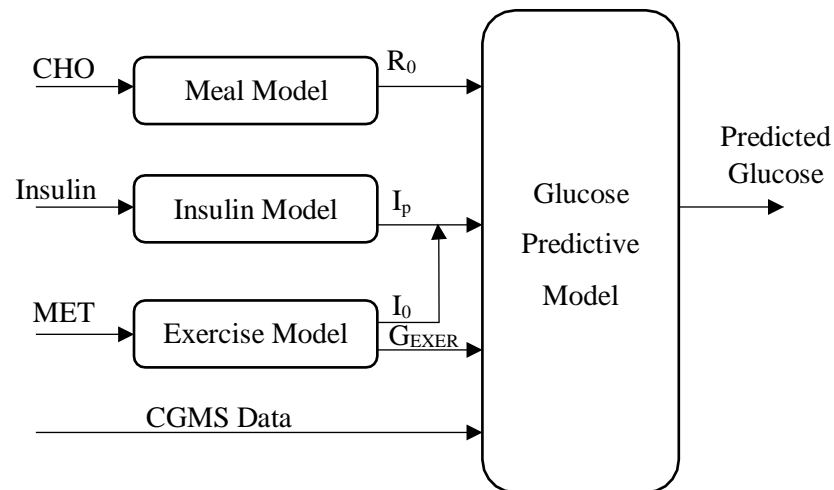 CHO
Meal Model
R₀
Insulin
Insulin Model
Iₚ
MET
Exercise Model
I₀
G_EXER
CGMS Data
Glucose
Predictive
Model
Predicted
Glucose